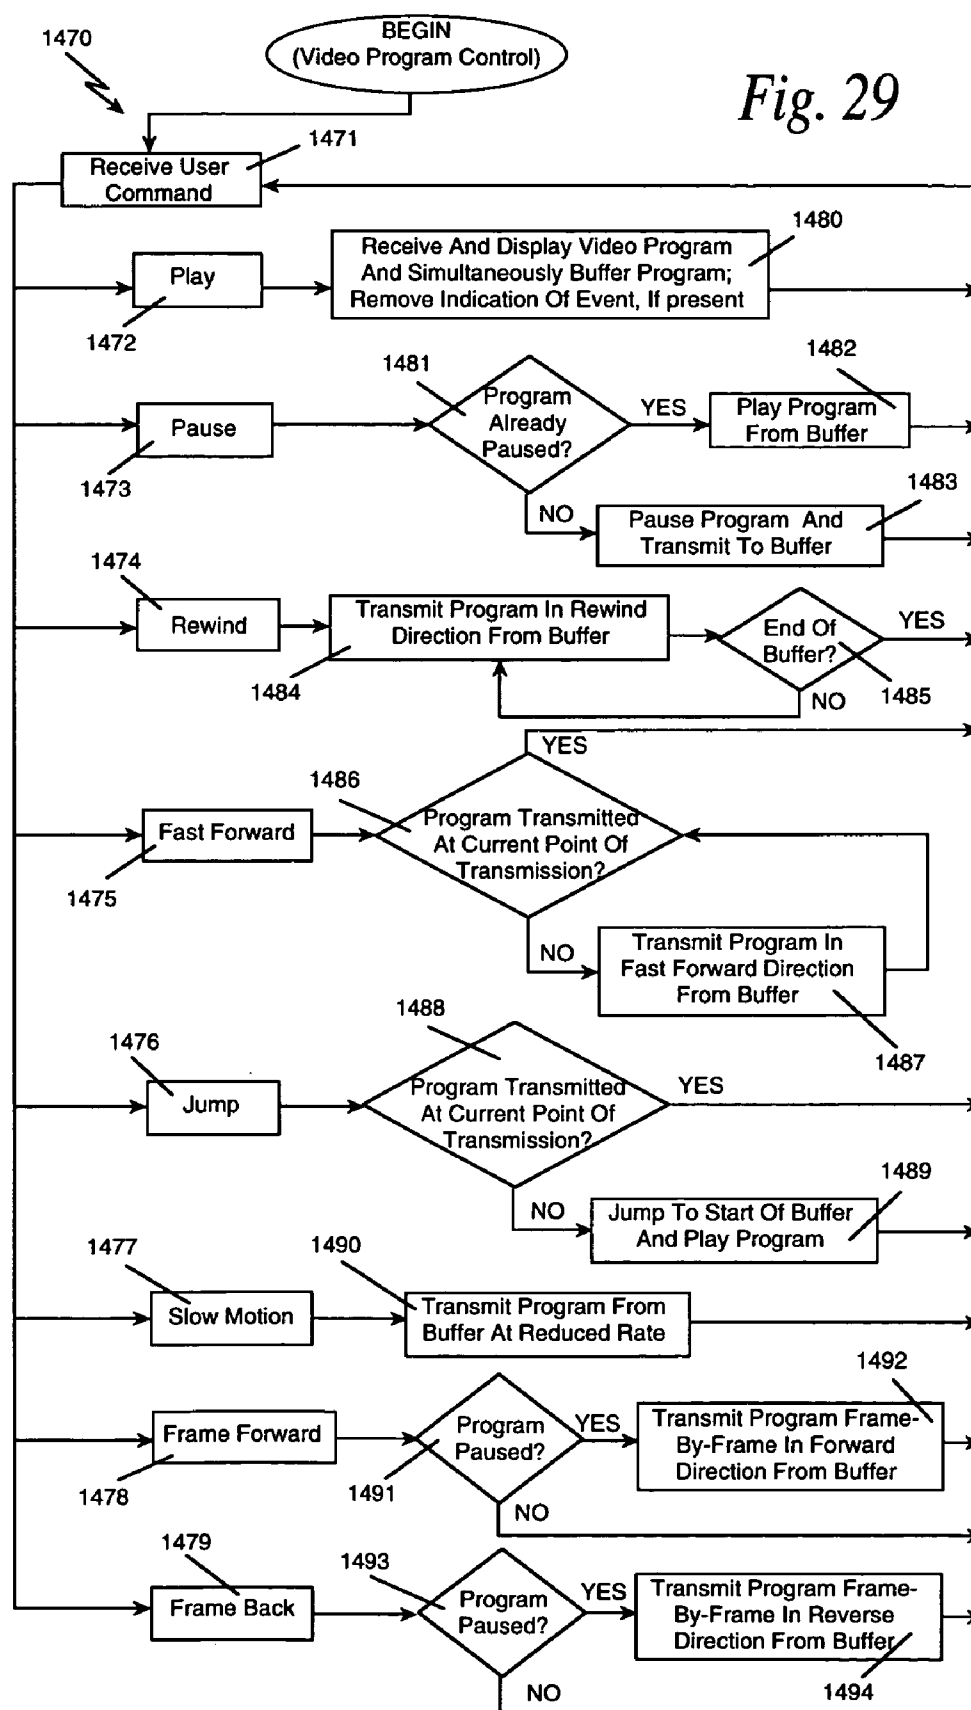 1470
BEGIN
(Video Program Control)
Fig. 29
1471
Receive User
Command
1480
Receive And Display Video Program
And Simultaneously Buffer Program;
Remove Indication Of Event, If present
Play
1472
1481
1482
Program
Already
Paused?
YES
Play Program
From Buffer
Pause
1473
NO
1483
Pause Program And
Transmit To Buffer
1474
Rewind
Transmit Program In Rewind
Direction From Buffer
1484
End Of
Buffer?
YES
1485
NO
YES
1486
Fast Forward
1475
Program Transmitted
At Current Point Of
Transmission?
NO
Transmit Program In
Fast Forward Direction
From Buffer
1487
1488
1476
Jump
Program Transmitted
At Current Point Of
Transmission?
YES
NO
1489
Jump To Start Of Buffer
And Play Program
1477
Slow Motion
1490
Transmit Program From
Buffer At Reduced Rate
1492
Frame Forward
1478
Program
Paused?
1491
YES
Transmit Program Frame-
By-Frame In Forward
Direction From Buffer
NO
1479
Frame Back
1493
Program
Paused?
YES
Transmit Program Frame-
By-Frame In Reverse
Direction From Buffer
NO
1494